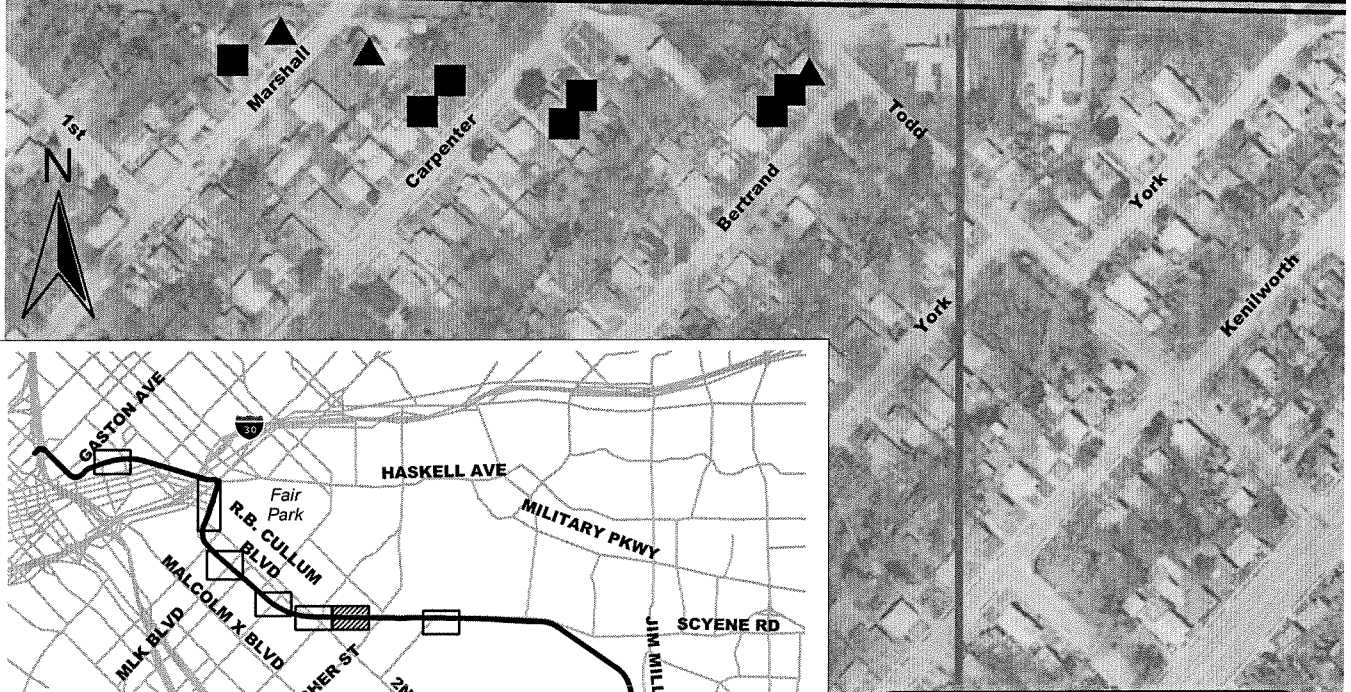 Marshall
1st
N
Carpenter
Todd
Bertrand
York
York
Kenilworth
GASTON AVE
30
HASKELL AVE
Fair
Park
R.B. CULLUM
BLVD
MILITARY PKWY
MALCOLM X BLVD
MLK BLVD
SCYENE RD